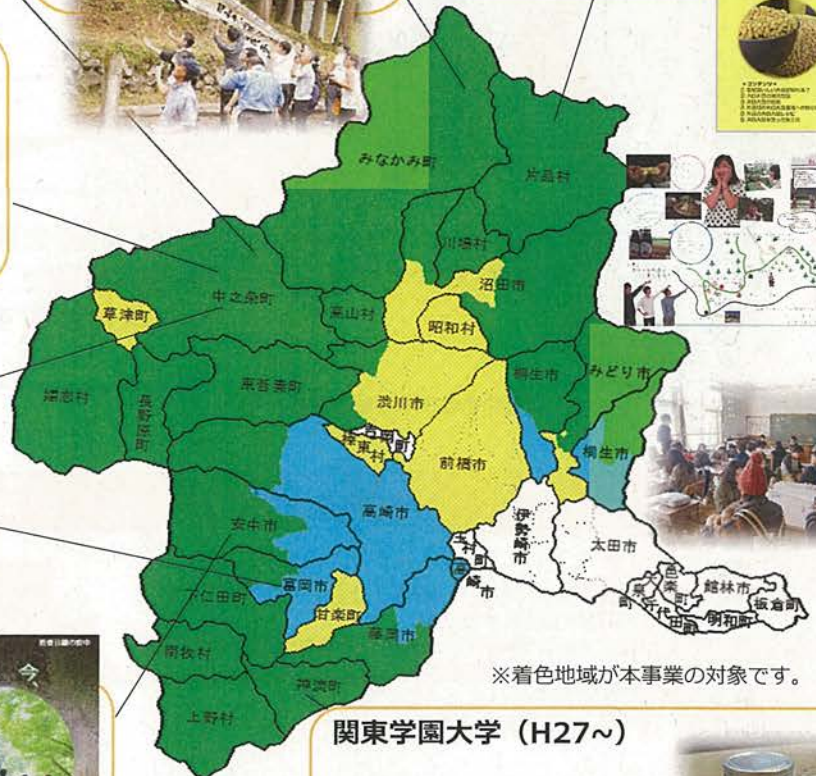 みなかみ町
片品村
川場村
沼田市
中之条町
高山村
昭和村
草津町
桐生市
みどり市
嬬恋村
長野原町
東吾妻町
渋川市
吉岡町
榛東村
前橋市
桐生市
高崎市
伊勢崎市
太田市
安中市
玉村町
高崎市
邑楽町
館林市
板倉町
明和町
千代田町
富岡市
下仁田町
甘楽町
藤岡市
南牧村
神流町
上野村
※着色地域が本事業の対象です。
今、
関東学園大学（H27~）